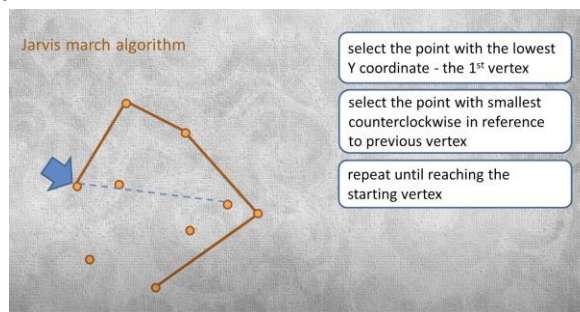 Jarvis march algorithm
select the point with the lowest
Y coordinate - the 1st vertex
select the point with smallest
counterclockwise in reference
to previous vertex
repeat until reaching the
starting vertex